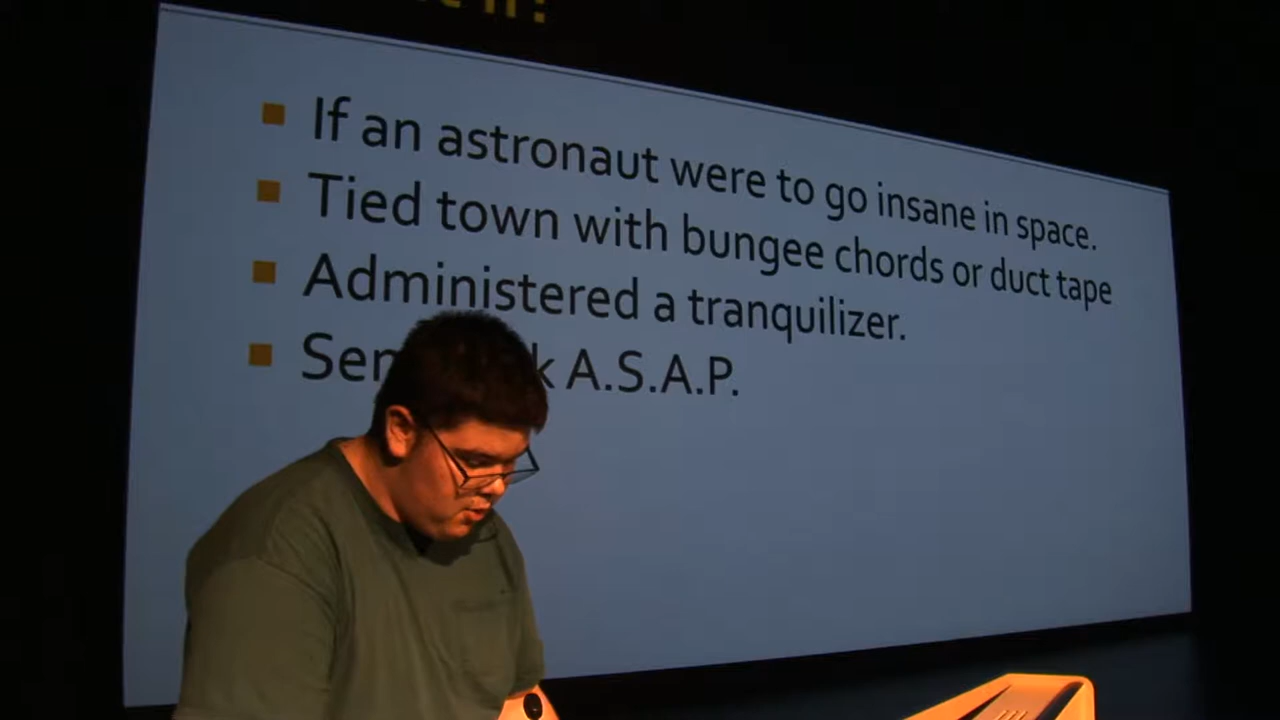 If an astronaut were to go insane in space.
Tied town with bungee chords or duct tape
Administered a tranquilizer.
A.S.A.P.